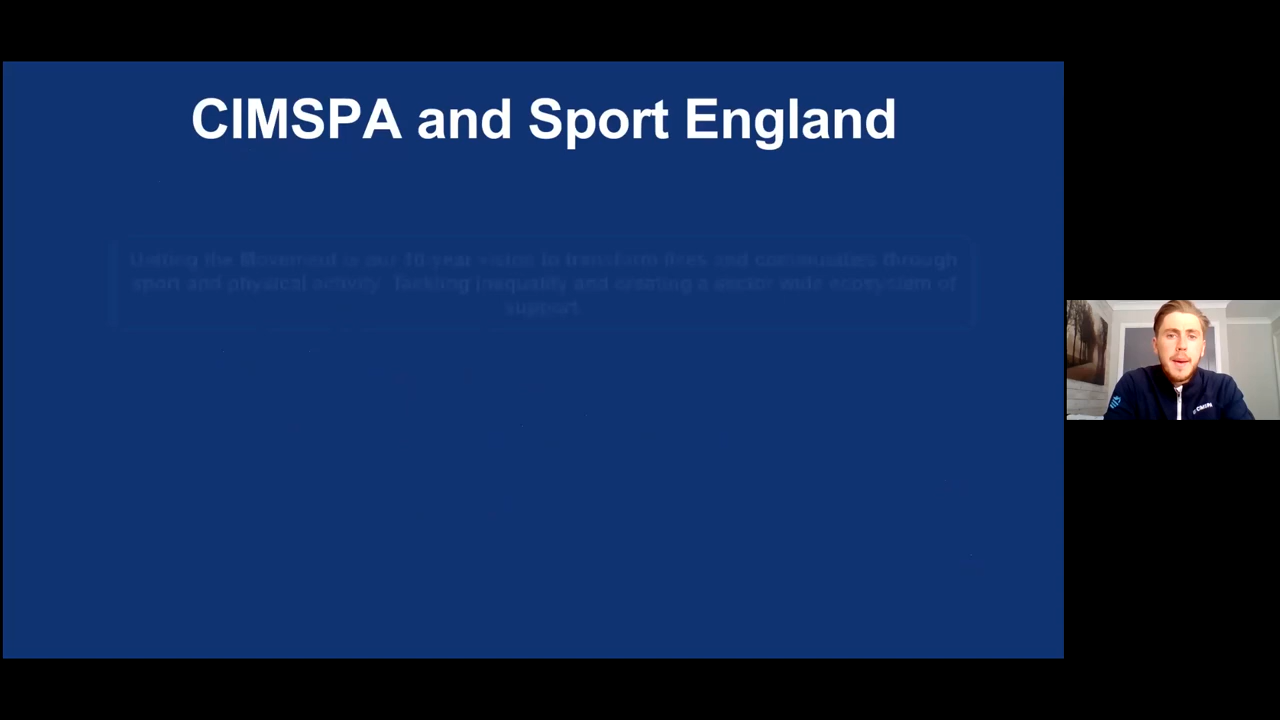 CIMSPA and Sport England
Uniting the Movement is our 10-year vision to transform lives and communities through
sport and physical activity. Tackling inequality and creating a sector wide ecosystem of
support.
CIMSPA